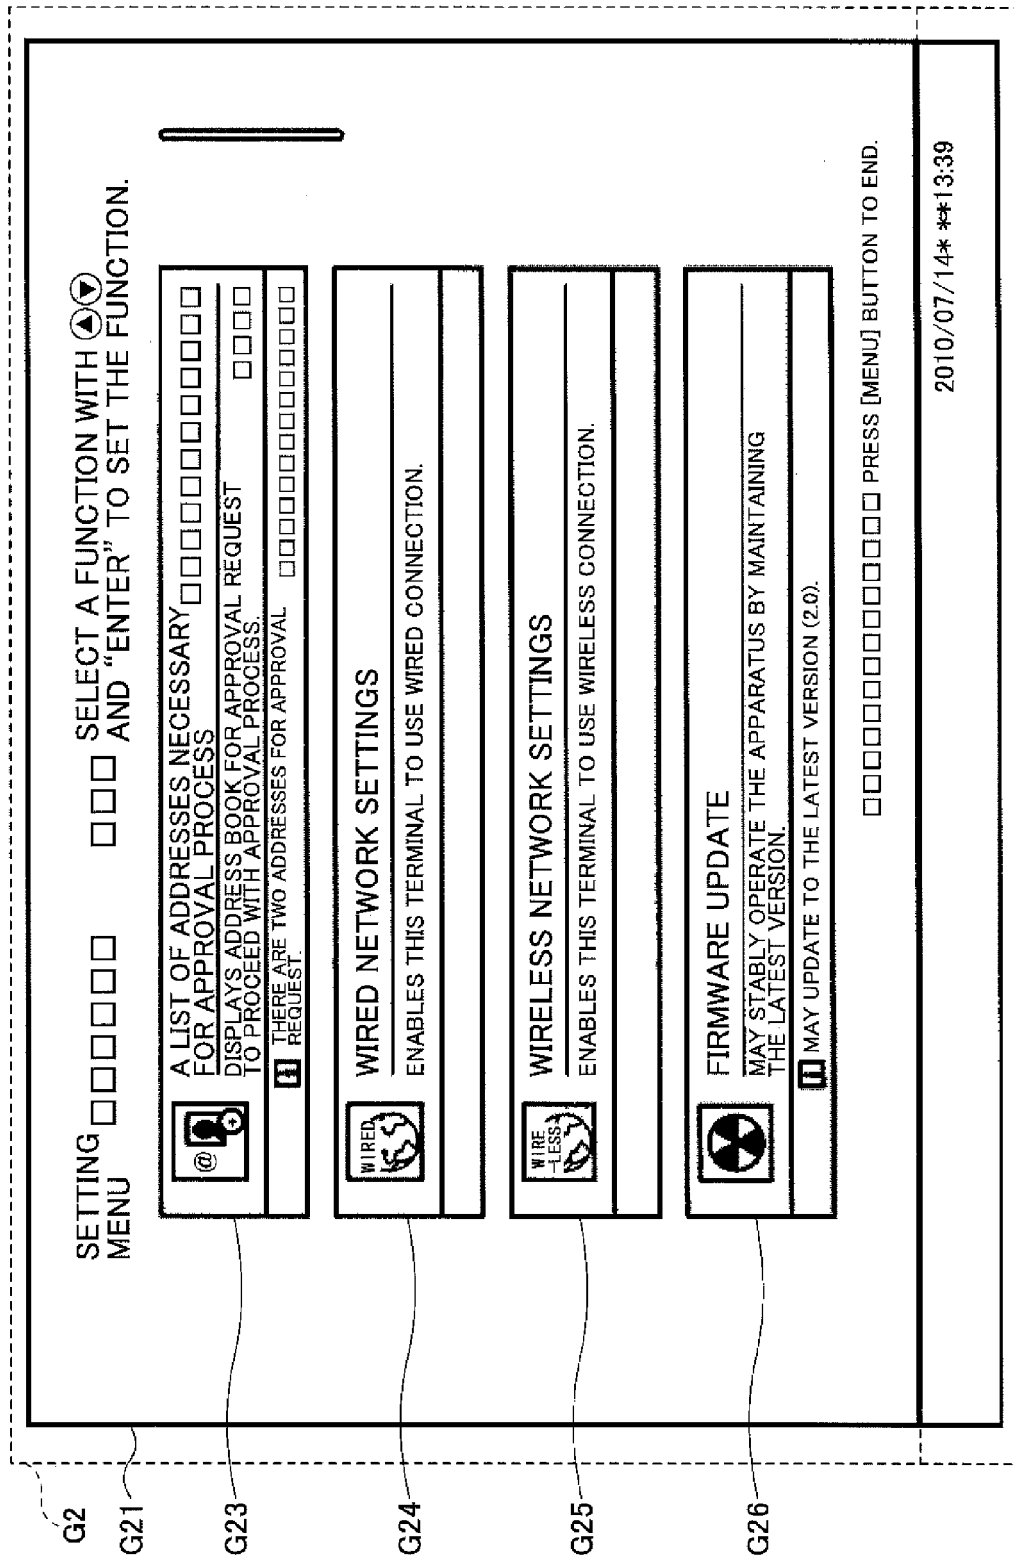 SETTING □□□□□□ □□□ SELECT A FUNCTION WITH ▲▼
MENU AND “ENTER” TO SET THE FUNCTION.
@
A LIST OF ADDRESSES NECESSARY □□□□□□□□□□
FOR APPROVAL PROCESS
DISPLAYS ADDRESS BOOK FOR APPROVAL REQUEST □□□□
TO PROCEED WITH APPROVAL PROCESS.
i THERE ARE TWO ADDRESSES FOR APPROVAL □□□□□□□□□□□□□□
REQUEST.
WIRED
WIRED NETWORK SETTINGS
ENABLES THIS TERMINAL TO USE WIRED CONNECTION.
WIRE
-LESS
WIRELESS NETWORK SETTINGS
ENABLES THIS TERMINAL TO USE WIRELESS CONNECTION.
FIRMWARE UPDATE
MAY STABLY OPERATE THE APPARATUS BY MAINTAINING
THE LATEST VERSION.
i MAY UPDATE TO THE LATEST VERSION (2.0).
□□□□□□□□□□□□□□□ PRESS [MENU] BUTTON TO END.
2010/07/14* **13:39
G2
G21
G23
G24
G25
G26